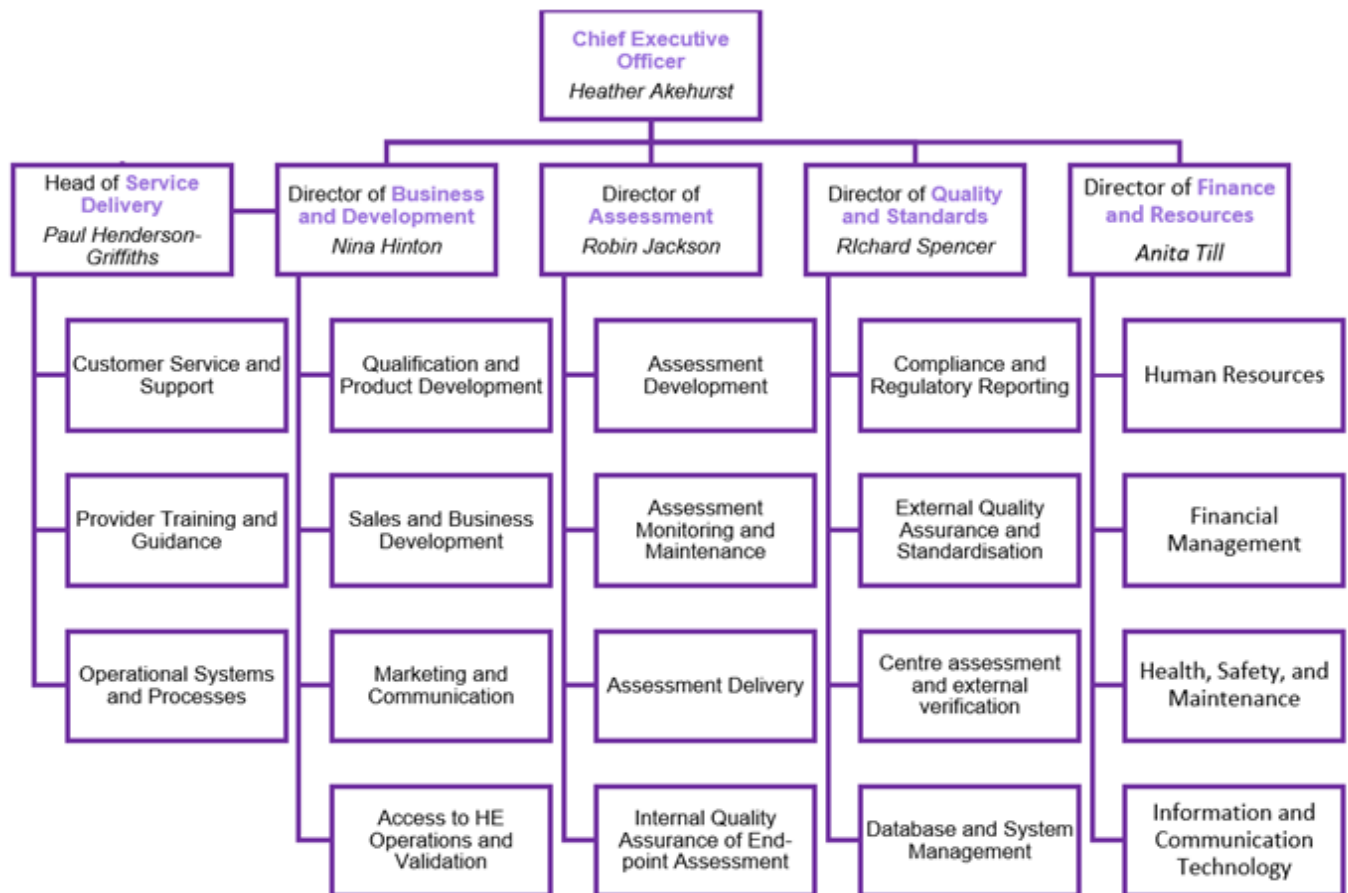 Chief Executive
Officer
Heather Akehurst
Head of Service
Delivery
Paul Henderson-
Griffiths
Director of Business
and Development
Nina Hinton
Director of
Assessment
Robin Jackson
Director of Quality
and Standards
RIchard Spencer
Director of Finance
and Resources
Anita Till
Customer Service and
Support
Qualification and
Product Development
Assessment
Development
Compliance and
Regulatory Reporting
Human Resources
Provider Training and
Guidance
Sales and Business
Development
Assessment
Monitoring and
Maintenance
External Quality
Assurance and
Standardisation
Financial
Management
Operational Systems
and Processes
Marketing and
Communication
Assessment Delivery
Centre assessment
and external
verification
Health, Safety, and
Maintenance
Access to HE
Operations and
Validation
Internal Quality
Assurance of End-
point Assessment
Database and System
Management
Information and
Communication
Technology